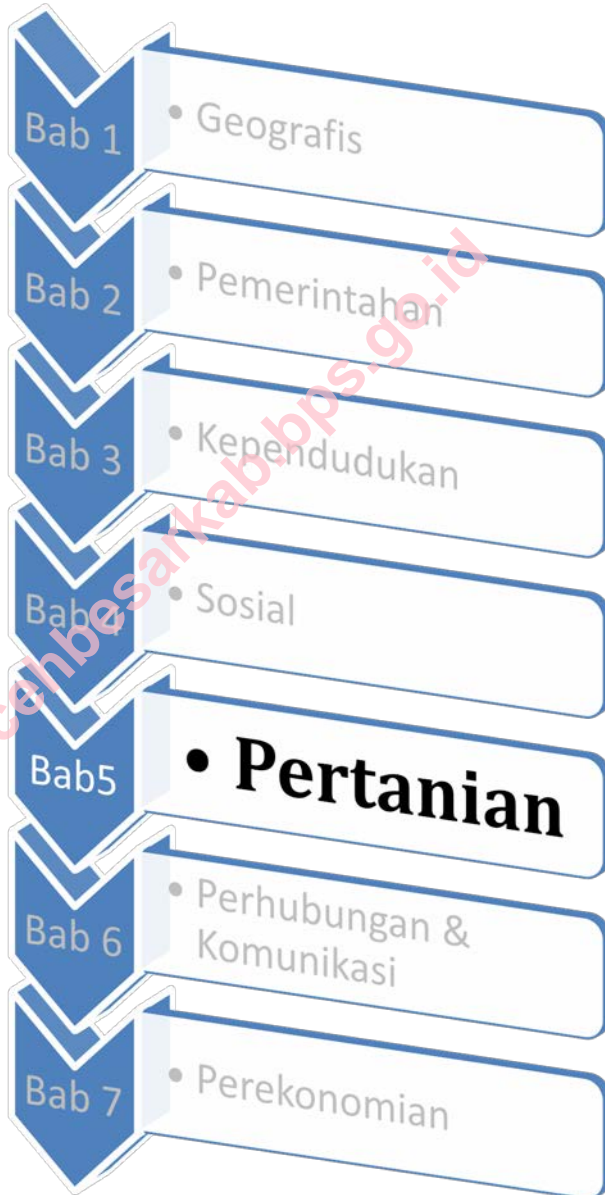 Bab 1
• Geografis
Bab 2
• Pemerintahan
Bab 3
• Kependudukan
Bab 4
• Sosial
Bab5
• Pertanian
Bab 6
• Perhubungan &
Komunikasi
Bab 7
• Perekonomian
cehbesarkab.bps.go.id